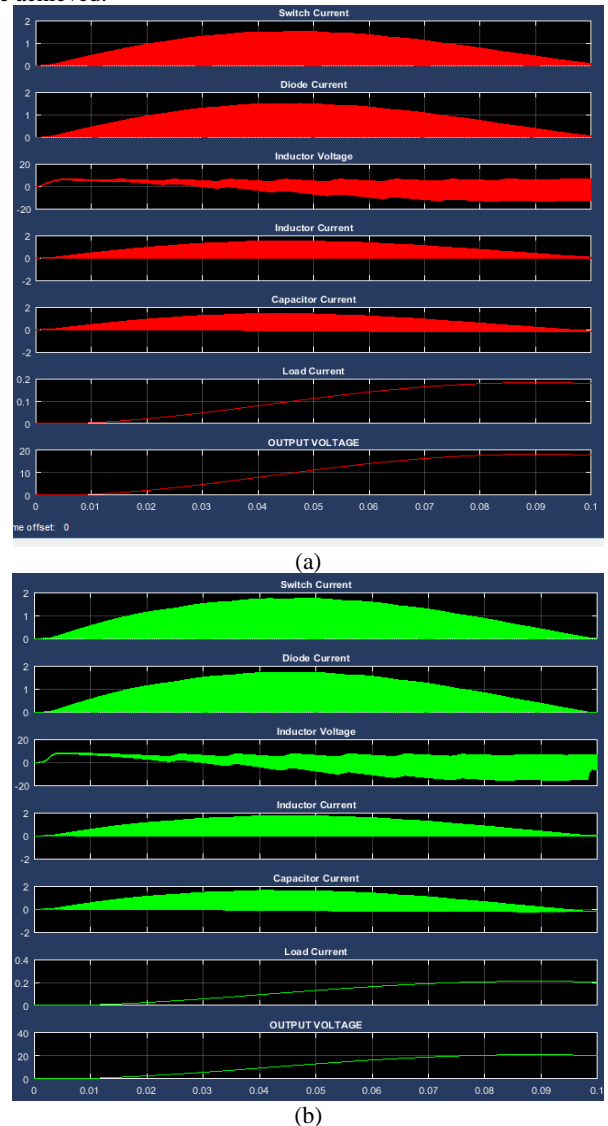 e achieved.
Switch Current
2
1
0
Diode Current
2
1
0
Inductor Voltage
20
0
-20
Inductor Current
2
0
-2
Capacitor Current
2
0
-2
Load Current
0.2
0.1
0
OUTPUT VOLTAGE
20
10
0
0 0.01 0.02 0.03 0.04 0.05 0.06 0.07 0.08 0.09 0.1
me offset: 0
(a)
Switch Current
2
1
0
Diode Current
2
1
0
Inductor Voltage
20
0
-20
Inductor Current
2
0
-2
Capacitor Current
2
0
-2
Load Current
0.4
0.2
0
OUTPUT VOLTAGE
40
20
0
0 0.01 0.02 0.03 0.04 0.05 0.06 0.07 0.08 0.09 0.1
(b)